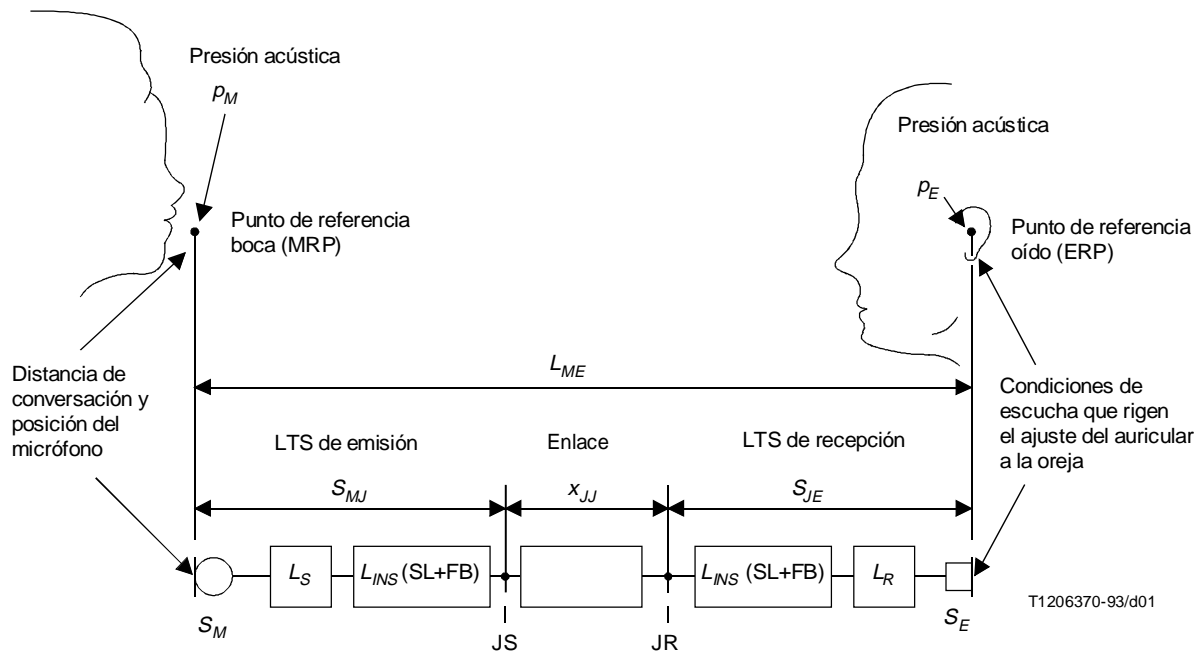 Presión acústica
p_M
Presión acústica
p_E
Punto de referencia
boca (MRP)
Punto de referencia
oído (ERP)
Distancia de
conversación y
posición del
micrófono
L_ME
Condiciones de
escucha que rigen
el ajuste del auricular
a la oreja
LTS de emisión
Enlace
LTS de recepción
S_MJ
x_JJ
S_JE
L_S
L_INS (SL+FB)
L_INS (SL+FB)
L_R
T1206370-93/d01
S_M
JS
JR
S_E